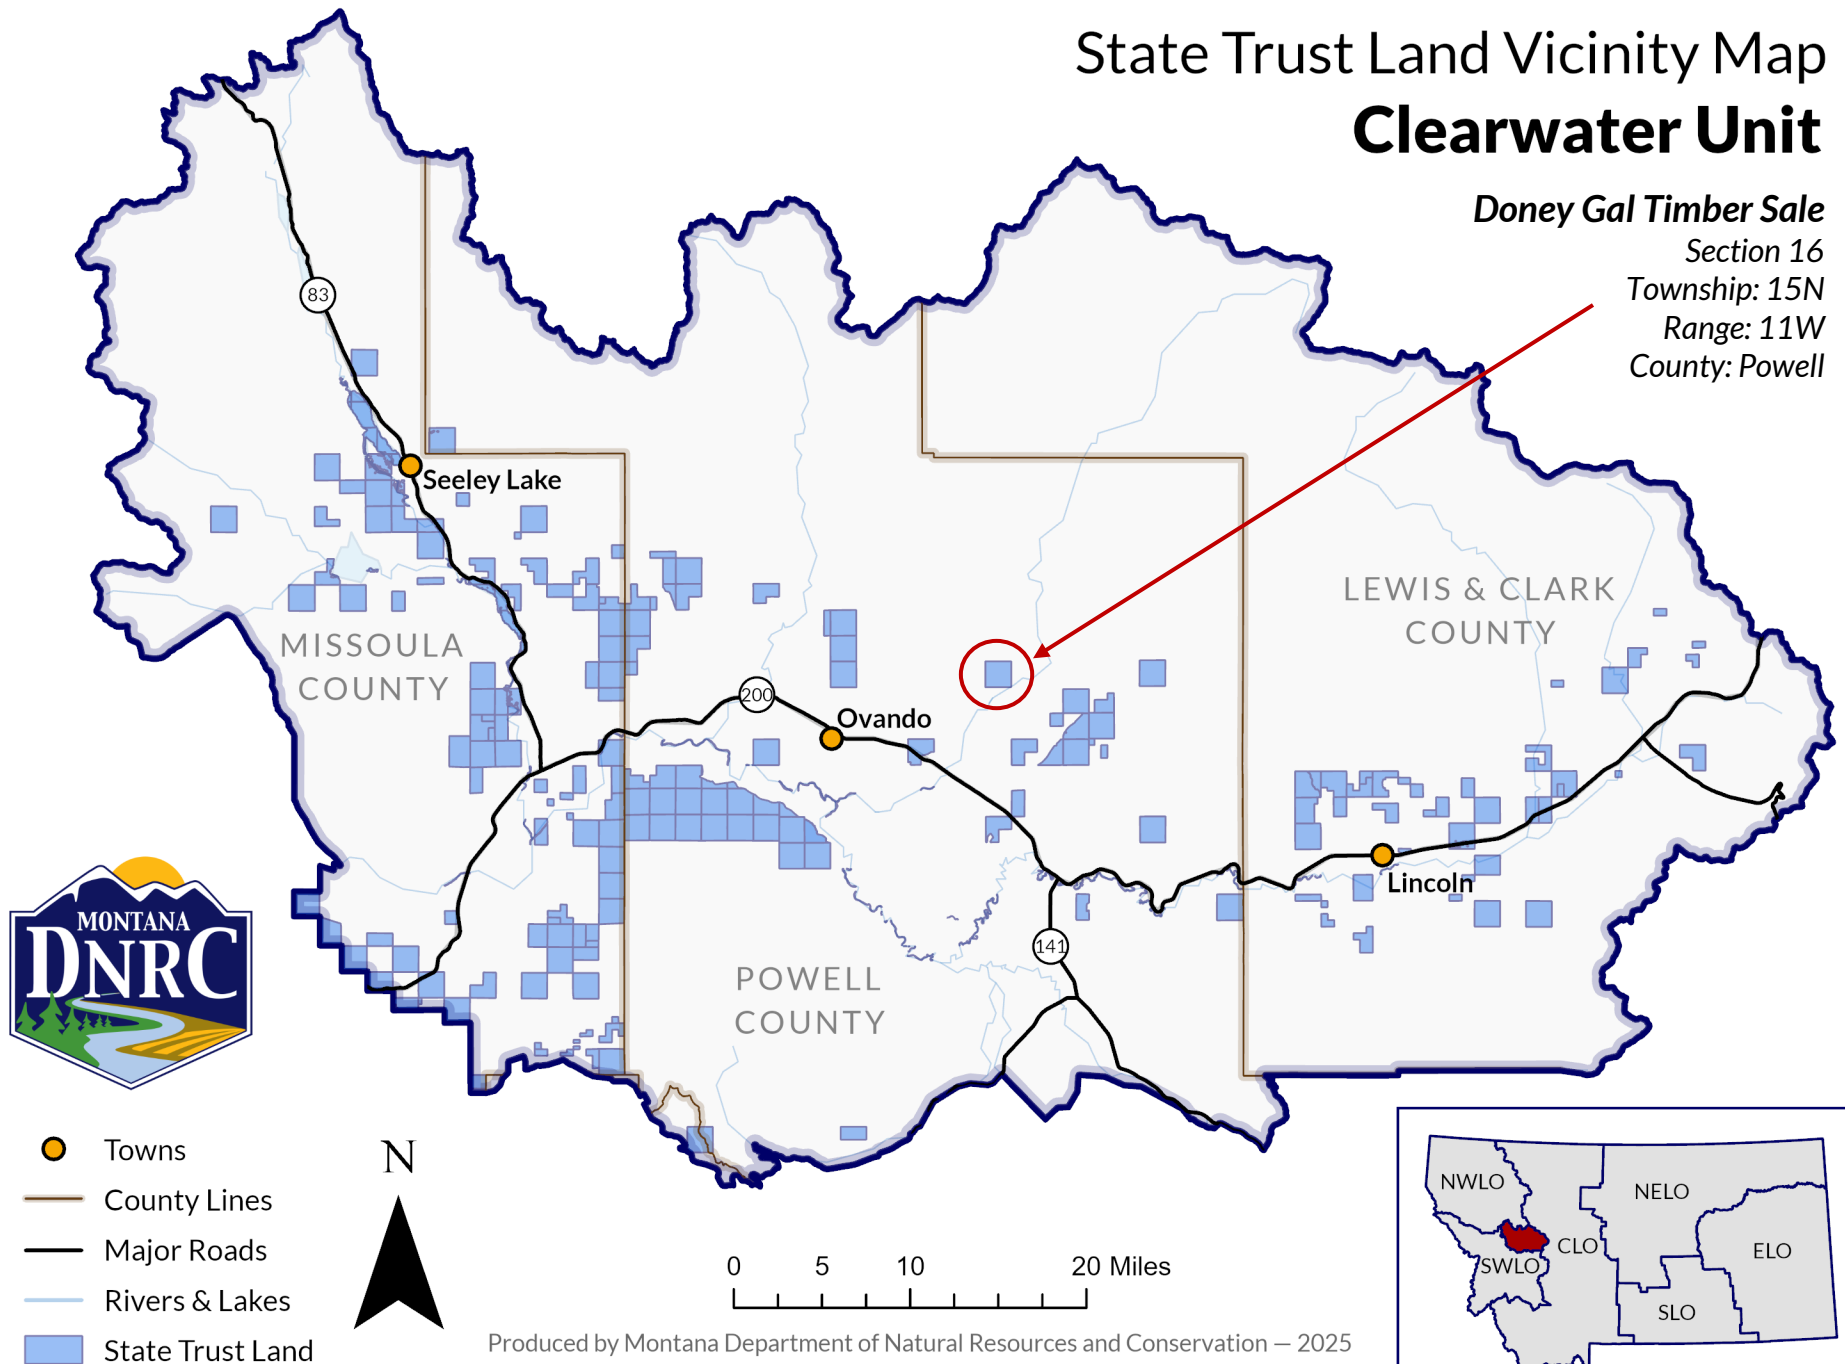 State Trust Land Vicinity Map
Clearwater Unit
Doney Gal Timber Sale
Section 16
Township: 15N
Range: 11W
County: Powell
83
Seeley Lake
MISSOULA
COUNTY
LEWIS & CLARK
COUNTY
200
Ovando
Lincoln
141
POWELL
COUNTY
MONTANA
DNRC
Towns
County Lines
Major Roads
Rivers & Lakes
State Trust Land
N
0 5 10 20 Miles
Produced by Montana Department of Natural Resources and Conservation — 2025
NWLO
NELO
CLO
ELO
SWLO
SLO